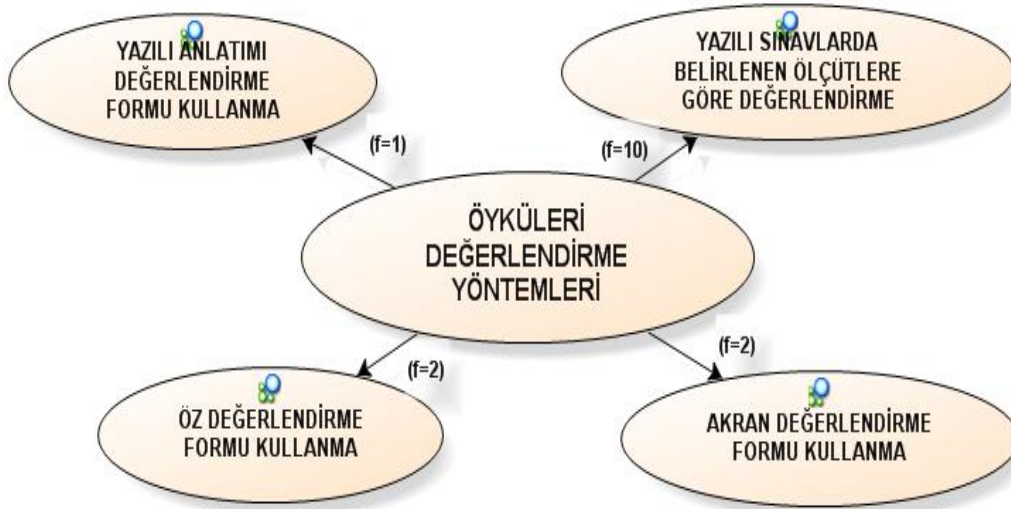 YAZILI ANLATIMI
DEĞERLENDİRME
FORMU KULLANMA
YAZILI SINAVLARDA
BELİRLENEN ÖLÇÜTLERE
GÖRE DEĞERLENDİRME
(f=1)
(f=10)
ÖYKÜLERİ
DEĞERLENDİRME
YÖNTEMLERİ
(f=2)
(f=2)
ÖZ DEĞERLENDİRME
FORMU KULLANMA
AKRAN DEĞERLENDİRME
FORMU KULLANMA